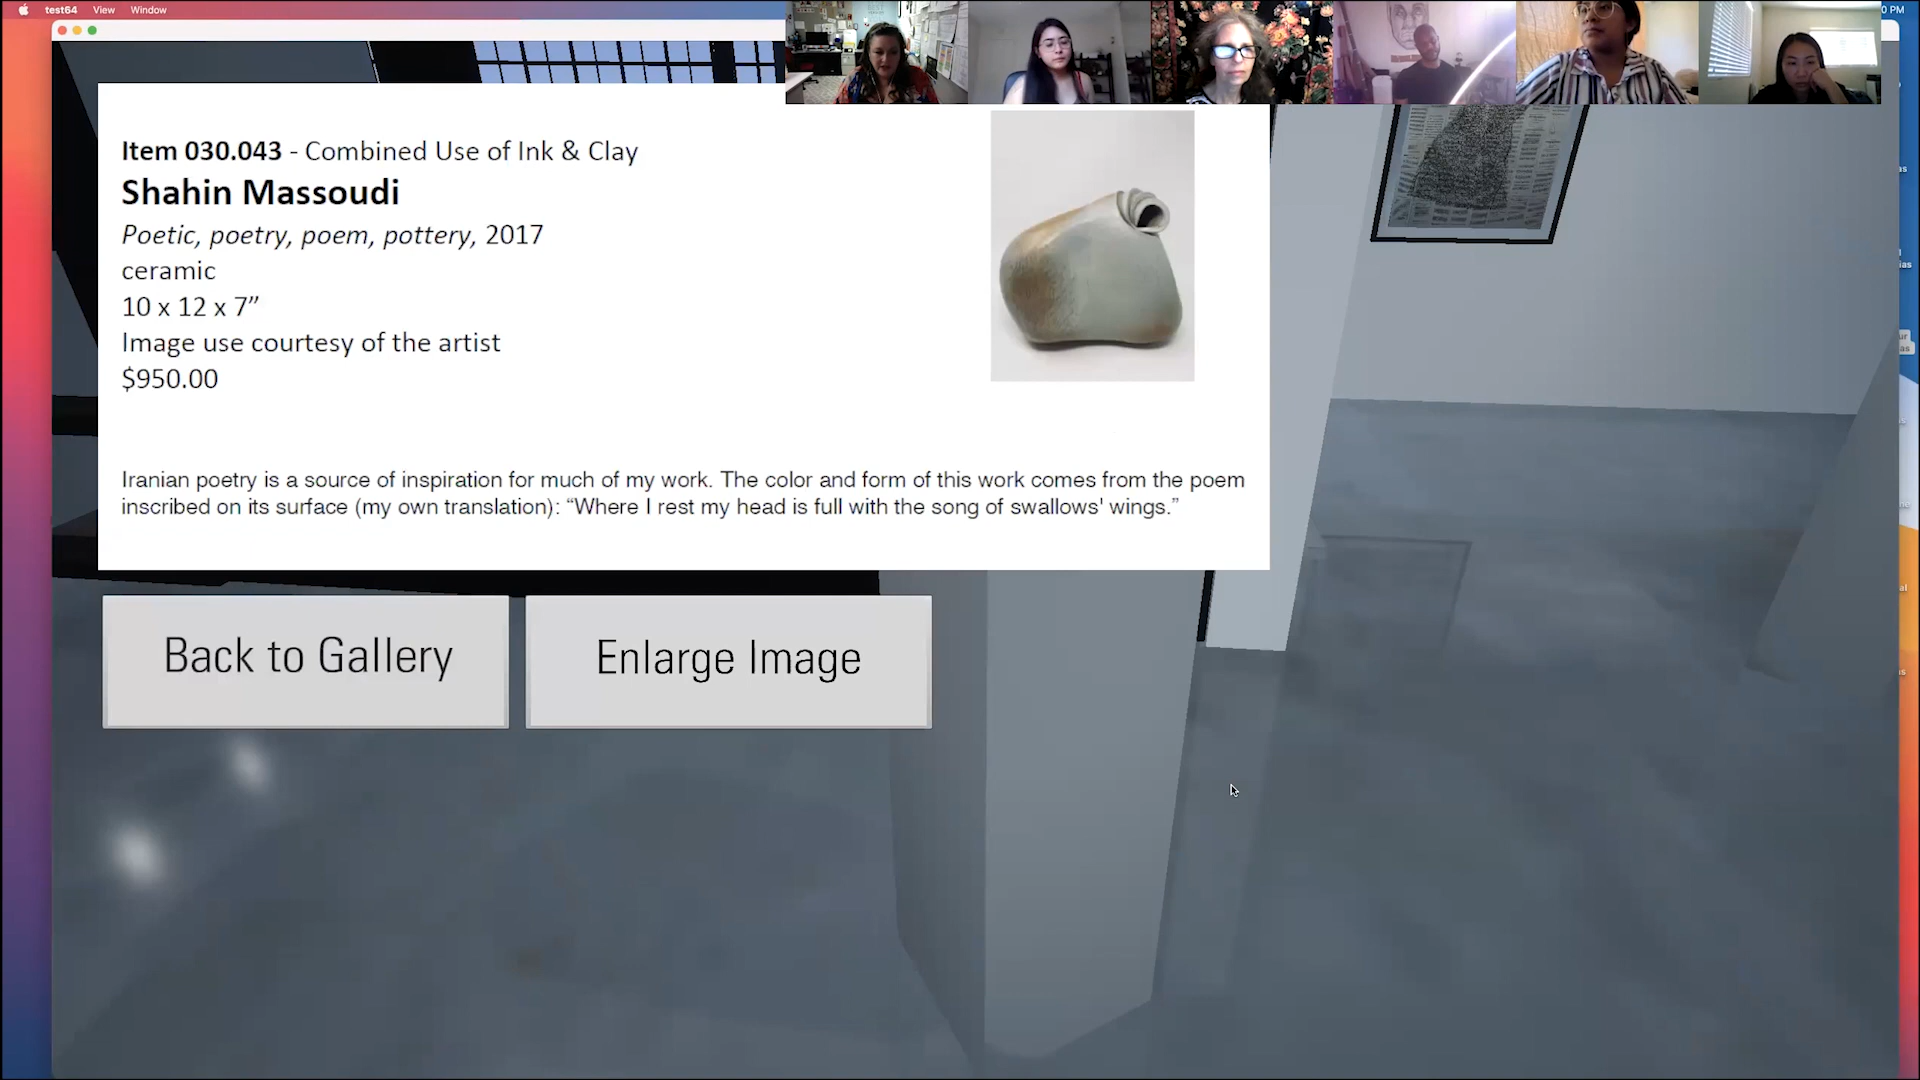 test64 View Window
PM
Item 030.043 - Combined Use of Ink & Clay
Shahin Massoudi
Poetic, poetry, poem, pottery, 2017
ceramic
10 x 12 x 7”
Image use courtesy of the artist
$950.00
Iranian poetry is a source of inspiration for much of my work. The color and form of this work comes from the poem
inscribed on its surface (my own translation): “Where I rest my head is full with the song of swallows' wings.”
Back to Gallery
Enlarge Image